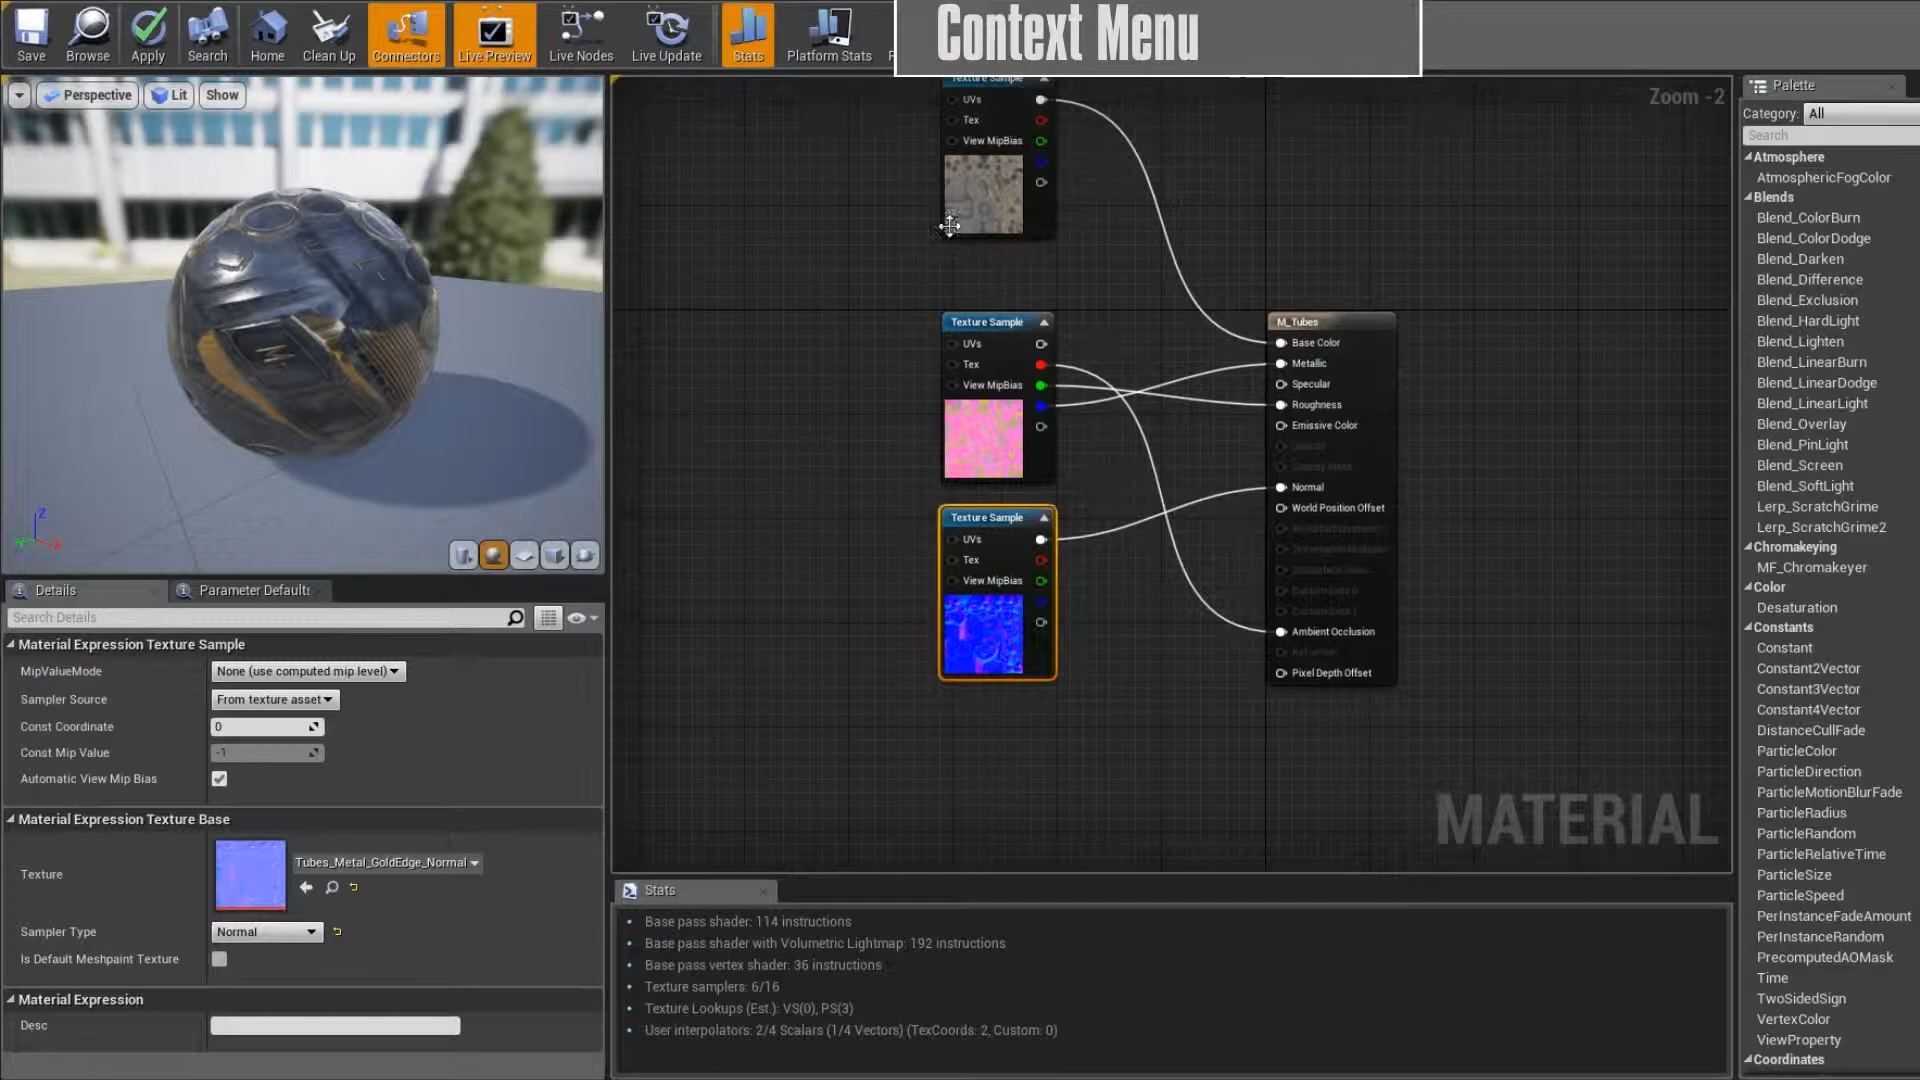 Context Menu
Save
Browse
Apply
Search
Home
Clean Up
Connectors
Live Preview
Live Nodes
Live Update
Stats
Platform Stats
Perspective
Lit
Show
Z
X
M
Details
Parameter Default
Search Details
Material Expression Texture Sample
MipValueMode
None (use computed mip level)
Sampler Source
From texture asset
Const Coordinate
0
Const Mip Value
-1
Automatic View Mip Bias
Material Expression Texture Base
Texture
Tubes_Metal_GoldEdge_Normal
Sampler Type
Normal
Is Default Meshpaint Texture
Material Expression
Desc
Zoom -2
Texture Sample
UVs
Tex
View MipBias
Texture Sample
UVs
Tex
View MipBias
Texture Sample
UVs
Tex
View MipBias
M_Tubes
Base Color
Metallic
Specular
Roughness
Emissive Color
Opacity
Opacity Mask
Normal
World Position Offset
Ambient Occlusion
Refraction
Pixel Depth Offset
MATERIAL
Stats
Base pass shader: 114 instructions
Base pass shader with Volumetric Lightmap: 192 instructions
Base pass vertex shader: 36 instructions
Texture samplers: 6/16
Texture Lookups (Est.): VS(0), PS(3)
User interpolators: 2/4 Scalars (1/4 Vectors) (TexCoords: 2, Custom: 0)
Palette
Category: All
Search
Atmosphere
AtmosphericFogColor
Blends
Blend_ColorBurn
Blend_ColorDodge
Blend_Darken
Blend_Difference
Blend_Exclusion
Blend_HardLight
Blend_Lighten
Blend_LinearBurn
Blend_LinearDodge
Blend_LinearLight
Blend_Overlay
Blend_PinLight
Blend_Screen
Blend_SoftLight
Lerp_ScratchGrime
Lerp_ScratchGrime2
Chromakeying
MF_Chromakeyer
Color
Desaturation
Constants
Constant
Constant2Vector
Constant3Vector
Constant4Vector
DistanceCullFade
ParticleColor
ParticleDirection
ParticleMotionBlurFade
ParticleRadius
ParticleRandom
ParticleRelativeTime
ParticleSize
ParticleSpeed
PerInstanceFadeAmount
PerInstanceRandom
PrecomputedAOMask
Time
TwoSidedSign
VertexColor
ViewProperty
Coordinates